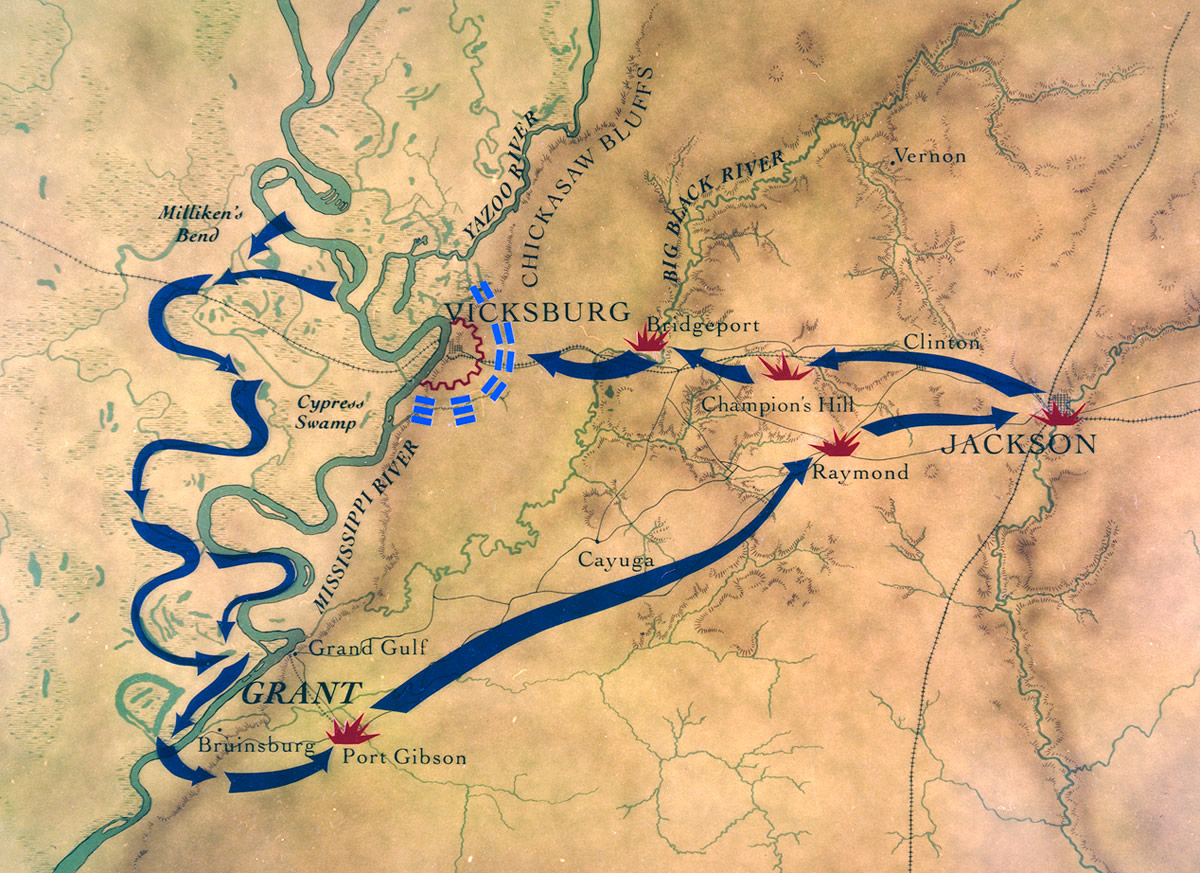 Vernon
YAZOO RIVER
CHICKASAW BLUFFS
BIG BLACK RIVER
Milliken's
Bend
VICKSBURG
Bridgeport
Clinton
Cypress
Swamp
Champion's Hill
JACKSON
Raymond
MISSISSIPPI RIVER
Cayuga
Grand Gulf
GRANT
Bruinsburg
Port Gibson